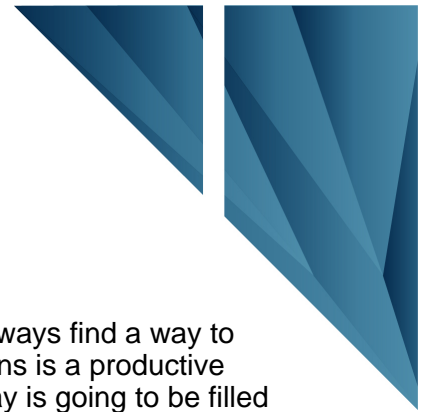 ways find a way to
ns is a productive
ay is going to be filled